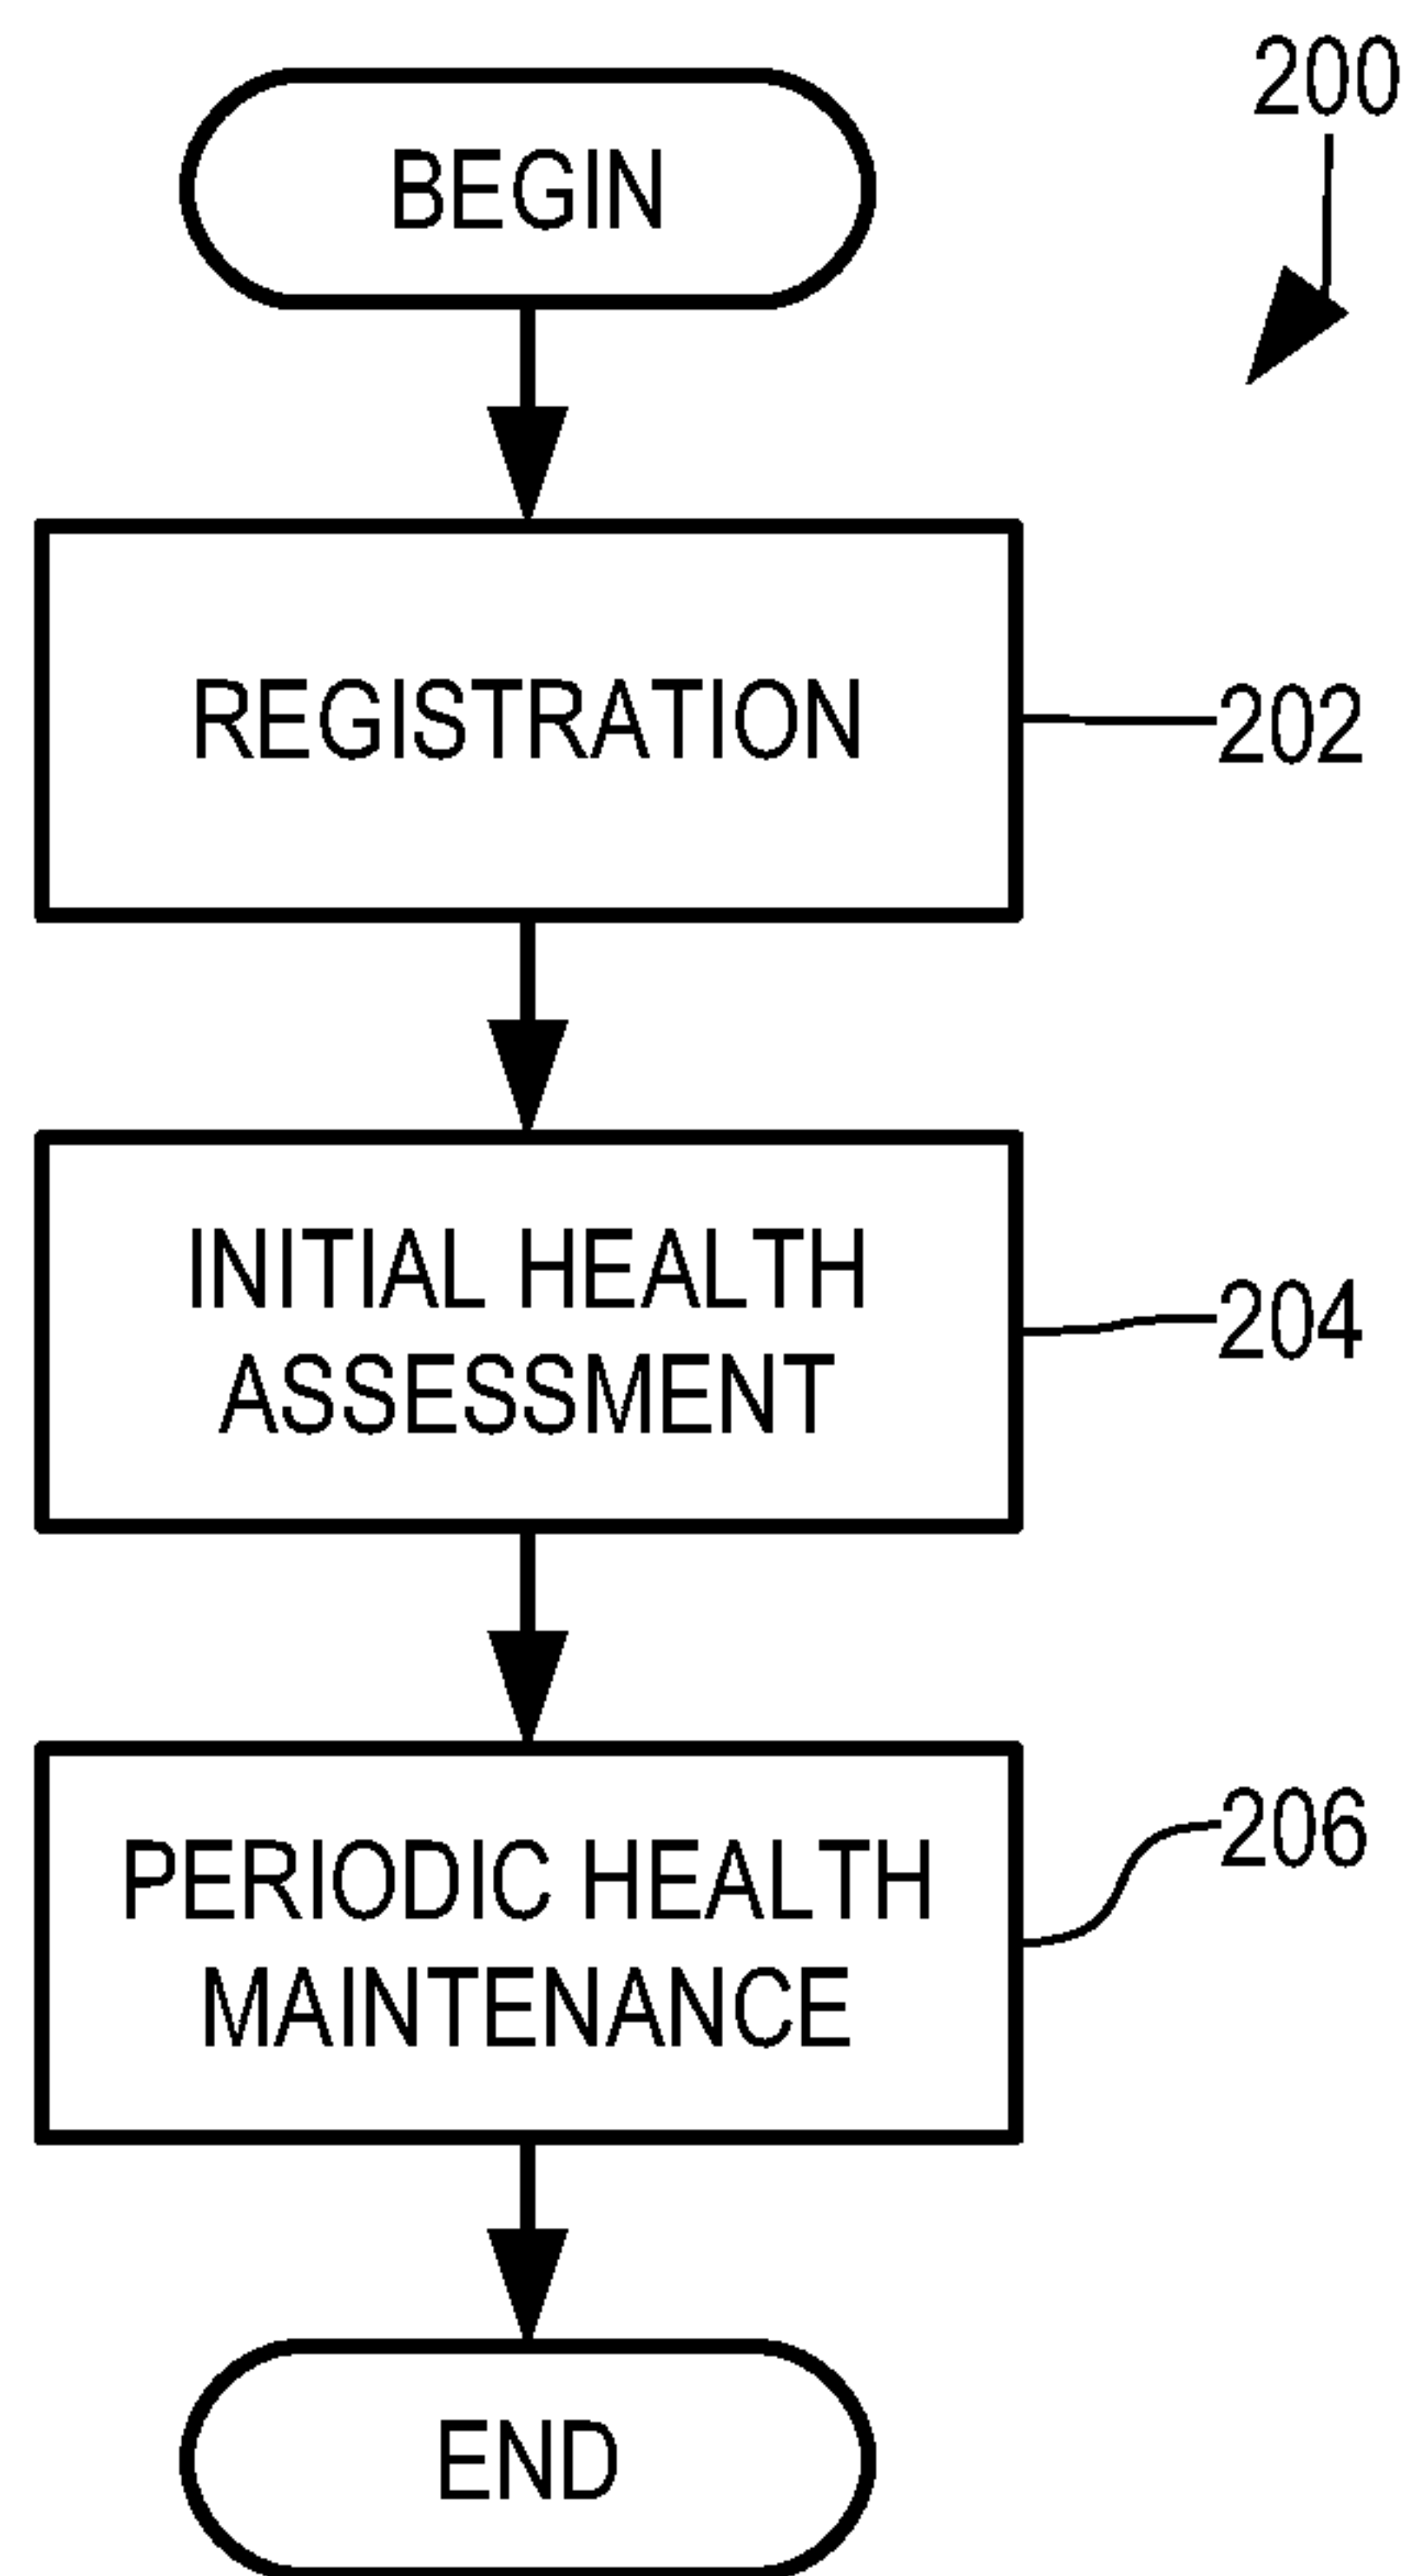 200
BEGIN
REGISTRATION
202
INITIAL HEALTH
ASSESSMENT
204
PERIODIC HEALTH
MAINTENANCE
206
END